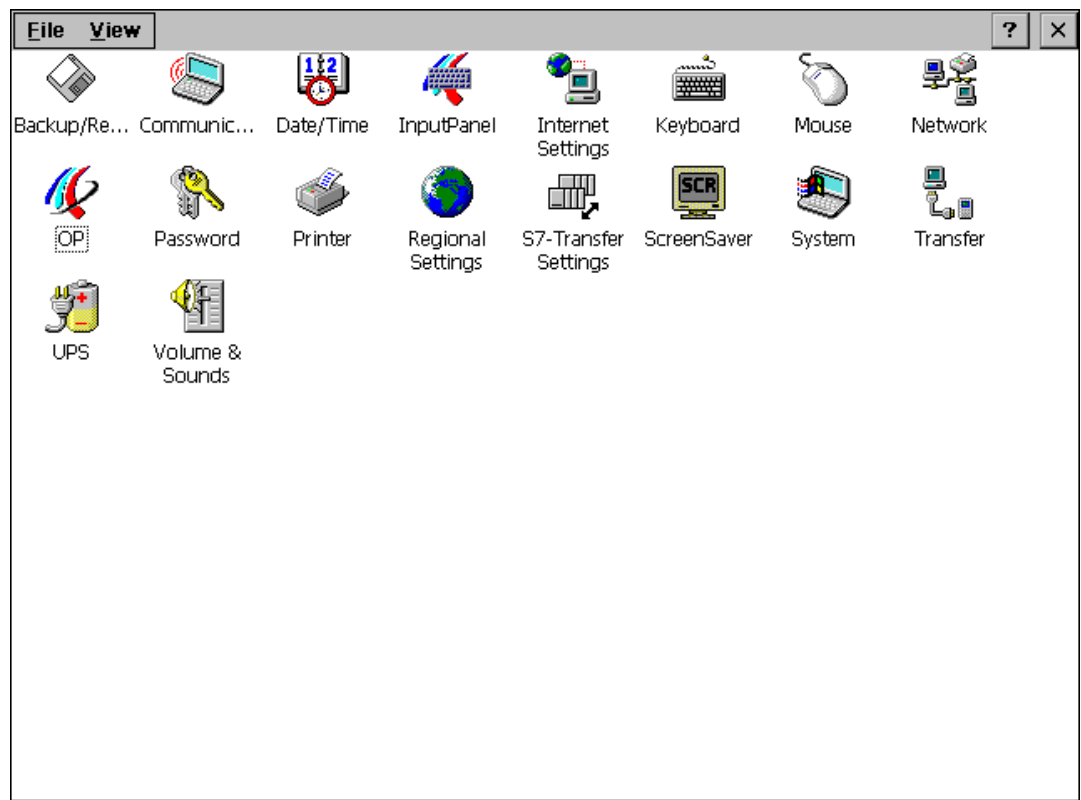 File View ? ×
Backup/Re... Communic... Date/Time InputPanel Internet Settings Keyboard Mouse Network
OP Password Printer Regional Settings S7-Transfer Settings SCR ScreenSaver System Transfer
UPS Volume & Sounds